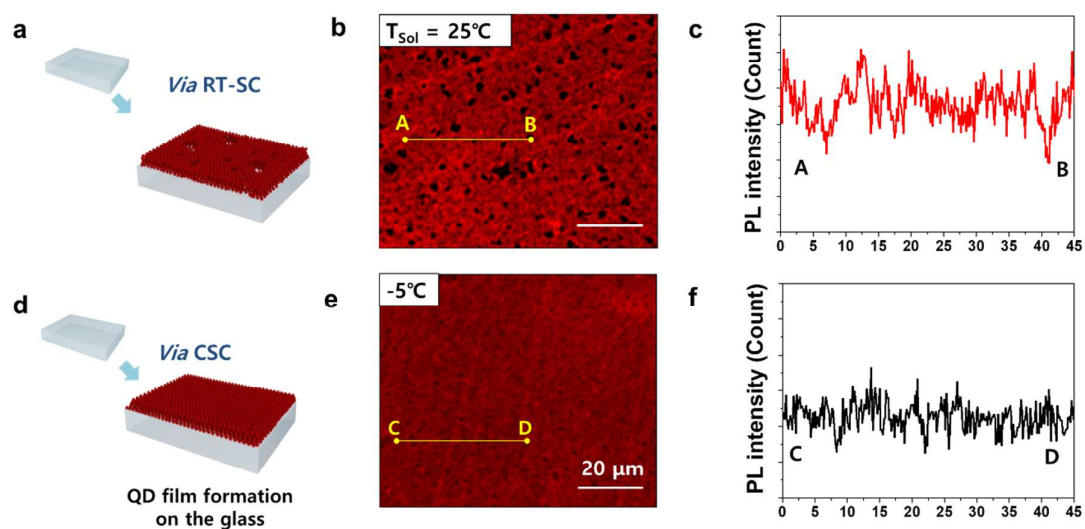 a
Via RT-SC
b
T_Sol = 25℃
A
B
c
PL intensity (Count)
A
B
0 5 10 15 20 25 30 35 40 45
d
Via CSC
QD film formation
on the glass
e
-5℃
C
D
20 μm
f
PL intensity (Count)
C
D
0 5 10 15 20 25 30 35 40 45